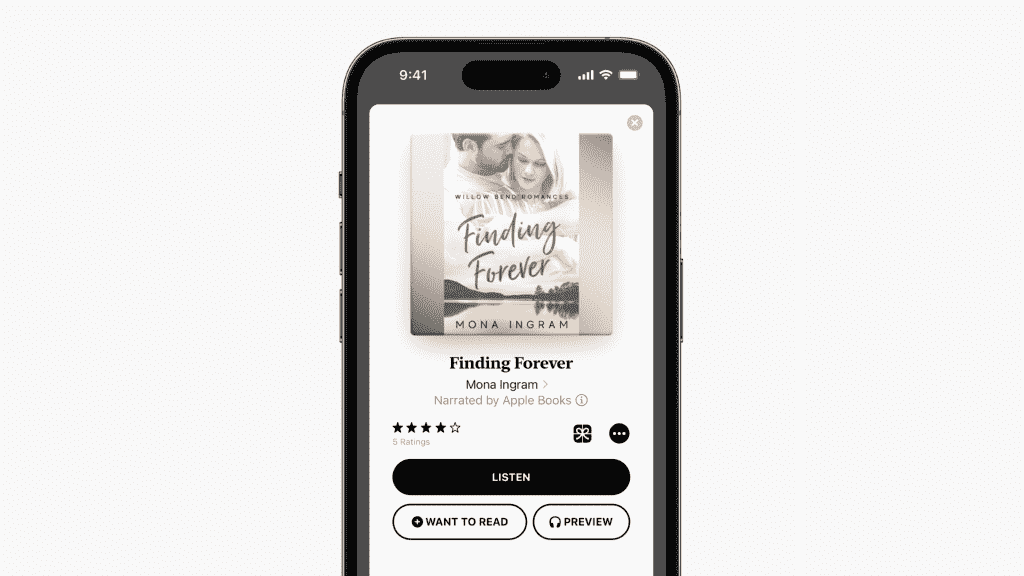 9:41
WILLOW BEND ROMANCES
Finding
Forever
MONA INGRAM
Finding Forever
Mona Ingram
Narrated by Apple Books
5 Ratings
LISTEN
WANT TO READ
PREVIEW